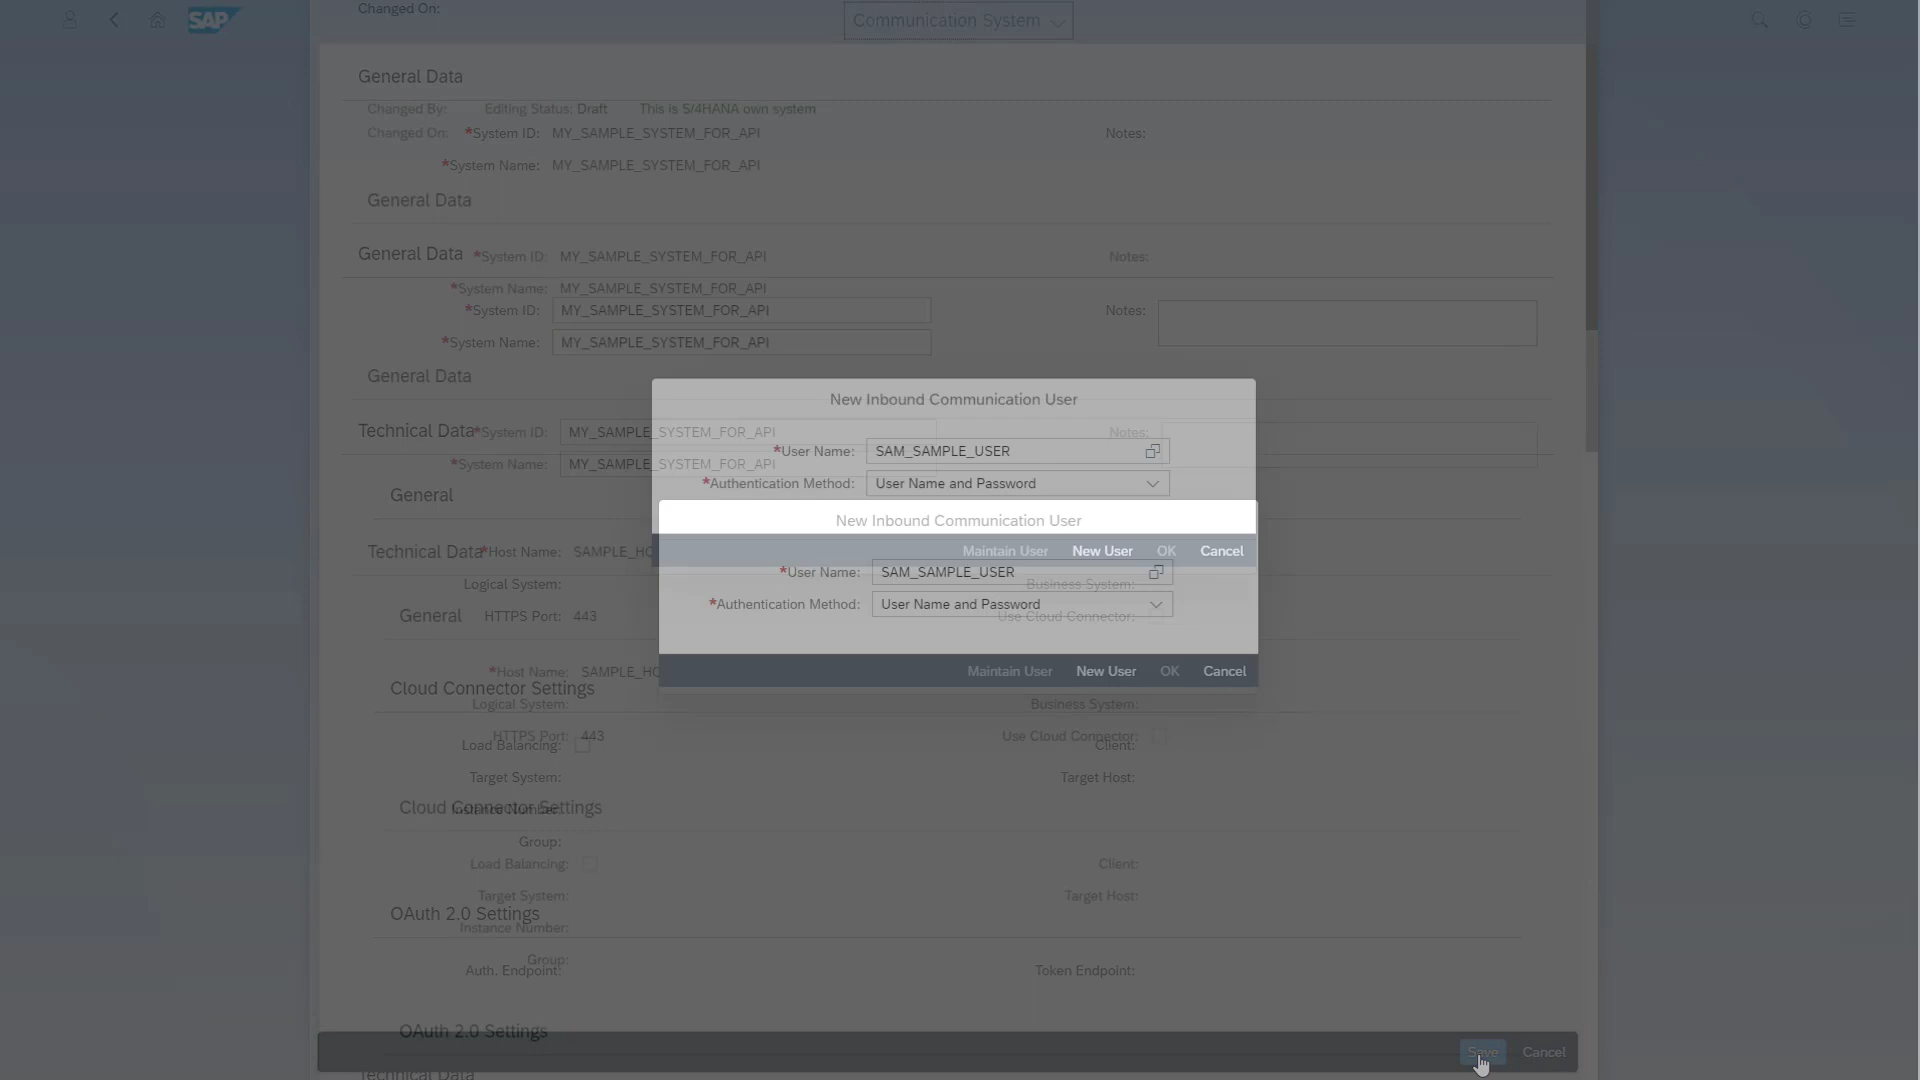 Changed On:
SAP
Communication System
General Data
Changed By: Editing Status: Draft This is S/4HANA own system
Changed On:
*System ID: MY_SAMPLE_SYSTEM_FOR_API Notes:
*System Name: MY_SAMPLE_SYSTEM_FOR_API
General Data
General Data
*System ID: MY_SAMPLE_SYSTEM_FOR_API Notes:
*System Name: MY_SAMPLE_SYSTEM_FOR_API
*System ID: MY_SAMPLE_SYSTEM_FOR_API Notes:
*System Name: MY_SAMPLE_SYSTEM_FOR_API
General Data
New Inbound Communication User
Technical Data
*System ID: MY_SAMPLE_SYSTEM_FOR_API Notes:
*User Name: SAM_SAMPLE_USER
*System Name: MY_SAMPLE_SYSTEM_FOR_API
*Authentication Method: User Name and Password
General
New Inbound Communication User
Technical Data
*Host Name: SAMPLE_HO
Maintain User New User OK Cancel
*User Name: SAM_SAMPLE_USER
Logical System: Business System:
*Authentication Method: User Name and Password
General
HTTPS Port: 443 Use Cloud Connector:
*Host Name: SAMPLE_HO
Maintain User New User OK Cancel
Cloud Connector Settings
Logical System: Business System:
HTTPS Port: 443 Use Cloud Connector:
Load Balancing: Client:
Target System: Target Host:
Cloud Connector Settings
Instance Number:
Group:
Load Balancing: Client:
Target System: Target Host:
OAuth 2.0 Settings
Instance Number:
Group:
Auth. Endpoint: Token Endpoint:
OAuth 2.0 Settings
Save Cancel
Technical Data